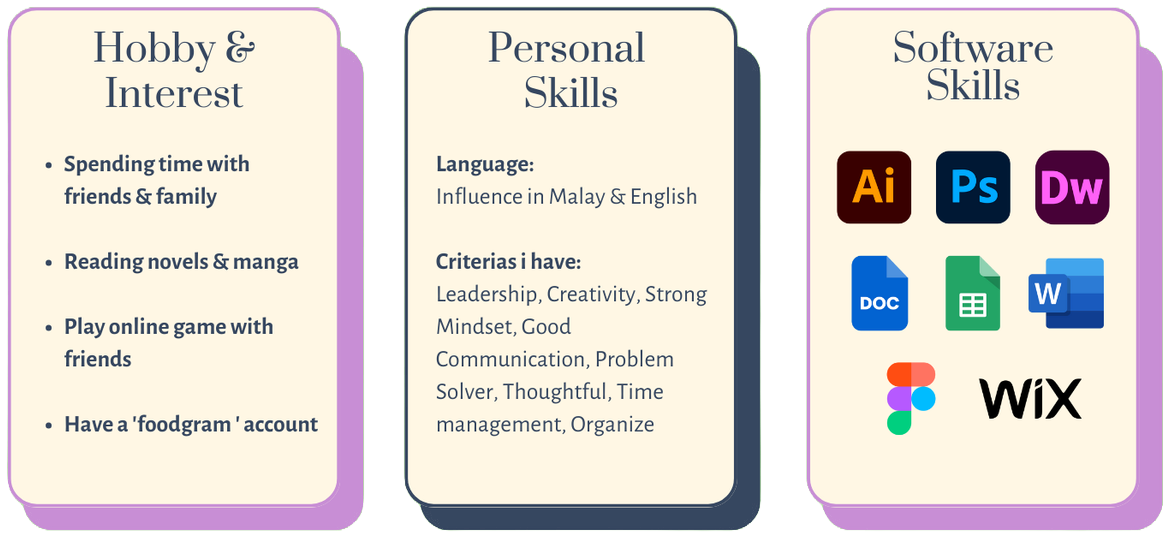 Hobby &
Interest
• Spending time with
friends & family
• Reading novels & manga
• Play online game with
friends
• Have a 'foodgram ' account
Personal
Skills
Language:
Influence in Malay & English
Criterias i have:
Leadership, Creativity, Strong
Mindset, Good
Communication, Problem
Solver, Thoughtful, Time
management, Organize
Software
Skills
Ai Ps Dw
DOC W
WiX